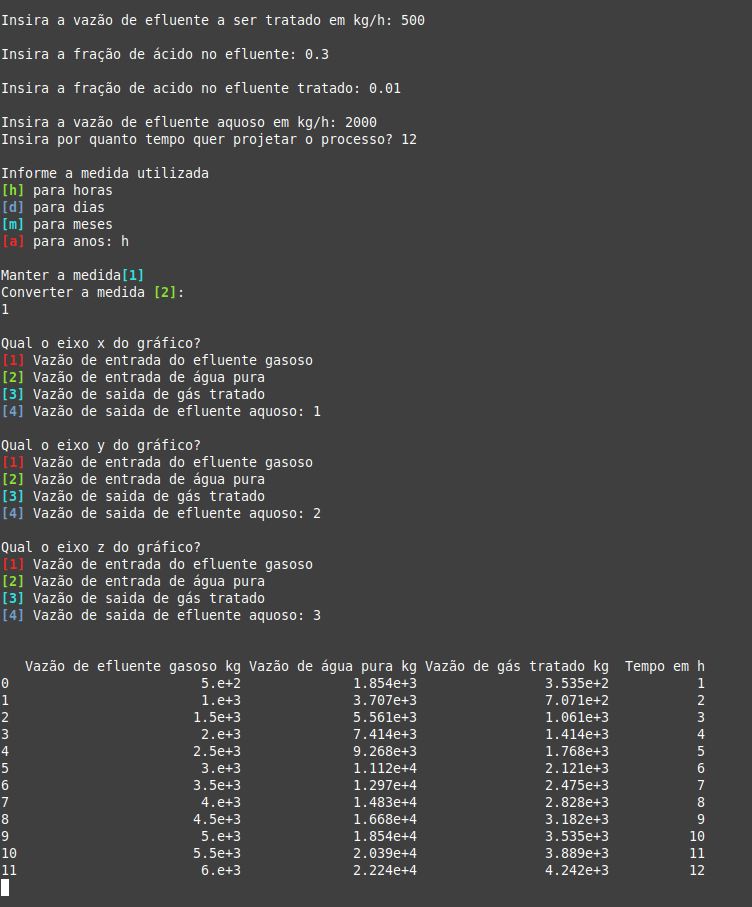 Insira a vazão de efluente a ser tratado em kg/h: 500
Insira a fração de ácido no efluente: 0.3
Insira a fração de acido no efluente tratado: 0.01
Insira a vazão de efluente aquoso em kg/h: 2000
Insira por quanto tempo quer projetar o processo? 12
Informe a medida utilizada
[h] para horas
[d] para dias
[m] para meses
[a] para anos: h
Manter a medida[1]
Converter a medida [2]:
1
Qual o eixo x do gráfico?
[1] Vazão de entrada do efluente gasoso
[2] Vazão de entrada de água pura
[3] Vazão de saida de gás tratado
[4] Vazão de saida de efluente aquoso: 1
Qual o eixo y do gráfico?
[1] Vazão de entrada do efluente gasoso
[2] Vazão de entrada de água pura
[3] Vazão de saida de gás tratado
[4] Vazão de saida de efluente aquoso: 2
Qual o eixo z do gráfico?
[1] Vazão de entrada do efluente gasoso
[2] Vazão de entrada de água pura
[3] Vazão de saida de gás tratado
[4] Vazão de saida de efluente aquoso: 3
Vazão de efluente gasoso kg Vazão de água pura kg Vazão de gás tratado kg Tempo em h
0 5.e+2 1.854e+3 3.535e+2 1
1 1.e+3 3.707e+3 7.071e+2 2
2 1.5e+3 5.561e+3 1.061e+3 3
3 2.e+3 7.414e+3 1.414e+3 4
4 2.5e+3 9.268e+3 1.768e+3 5
5 3.e+3 1.112e+4 2.121e+3 6
6 3.5e+3 1.297e+4 2.475e+3 7
7 4.e+3 1.483e+4 2.828e+3 8
8 4.5e+3 1.668e+4 3.182e+3 9
9 5.e+3 1.854e+4 3.535e+3 10
10 5.5e+3 2.039e+4 3.889e+3 11
11 6.e+3 2.224e+4 4.242e+3 12